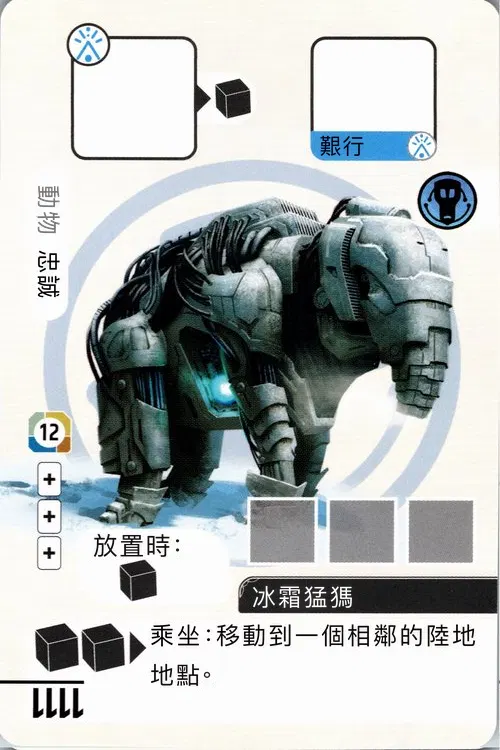 艱行
動物 忠誠
12
+
+
+
放置時：
冰霜猛獁
乘坐：移動到一個相鄰的陸地
地點。
1111